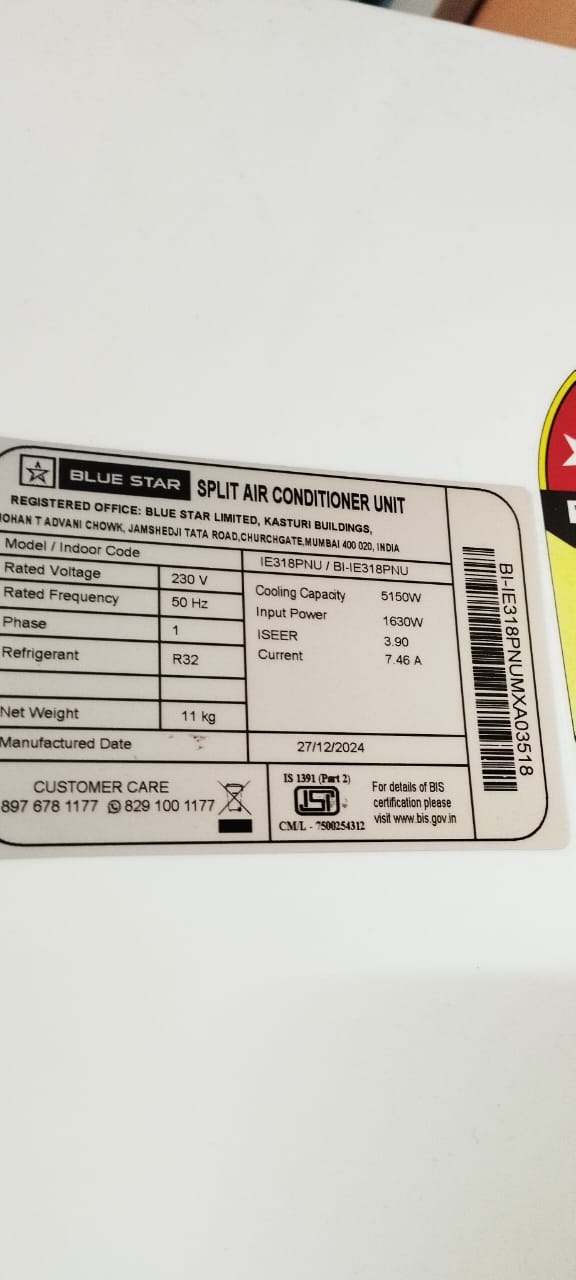 BLUE STAR SPLIT AIR CONDITIONER UNIT
REGISTERED OFFICE: BLUE STAR LIMITED, KASTURI BUILDINGS,
T ADVANI CHOWK, JAMSHEDJI TATA ROAD,CHURCHGATE,MUMBAI 400 020, INDIA
Model / Indoor Code IE318PNU / BI-IE318PNU
Rated Voltage 230 V
Rated Frequency 50 Hz
Phase 1
Refrigerant R32
Cooling Capacity 5150W
Input Power 1630W
ISEER 3.90
Current 7.46 A
Net Weight 11 kg
Manufactured Date 27/12/2024
CUSTOMER CARE
897 678 1177 829 100 1177
IS 1391 (Part 2)
ISI
CM/L - 7500254312
For details of BIS
certification please
visit www.bis.gov.in
BI-IE318PNUMXA03518